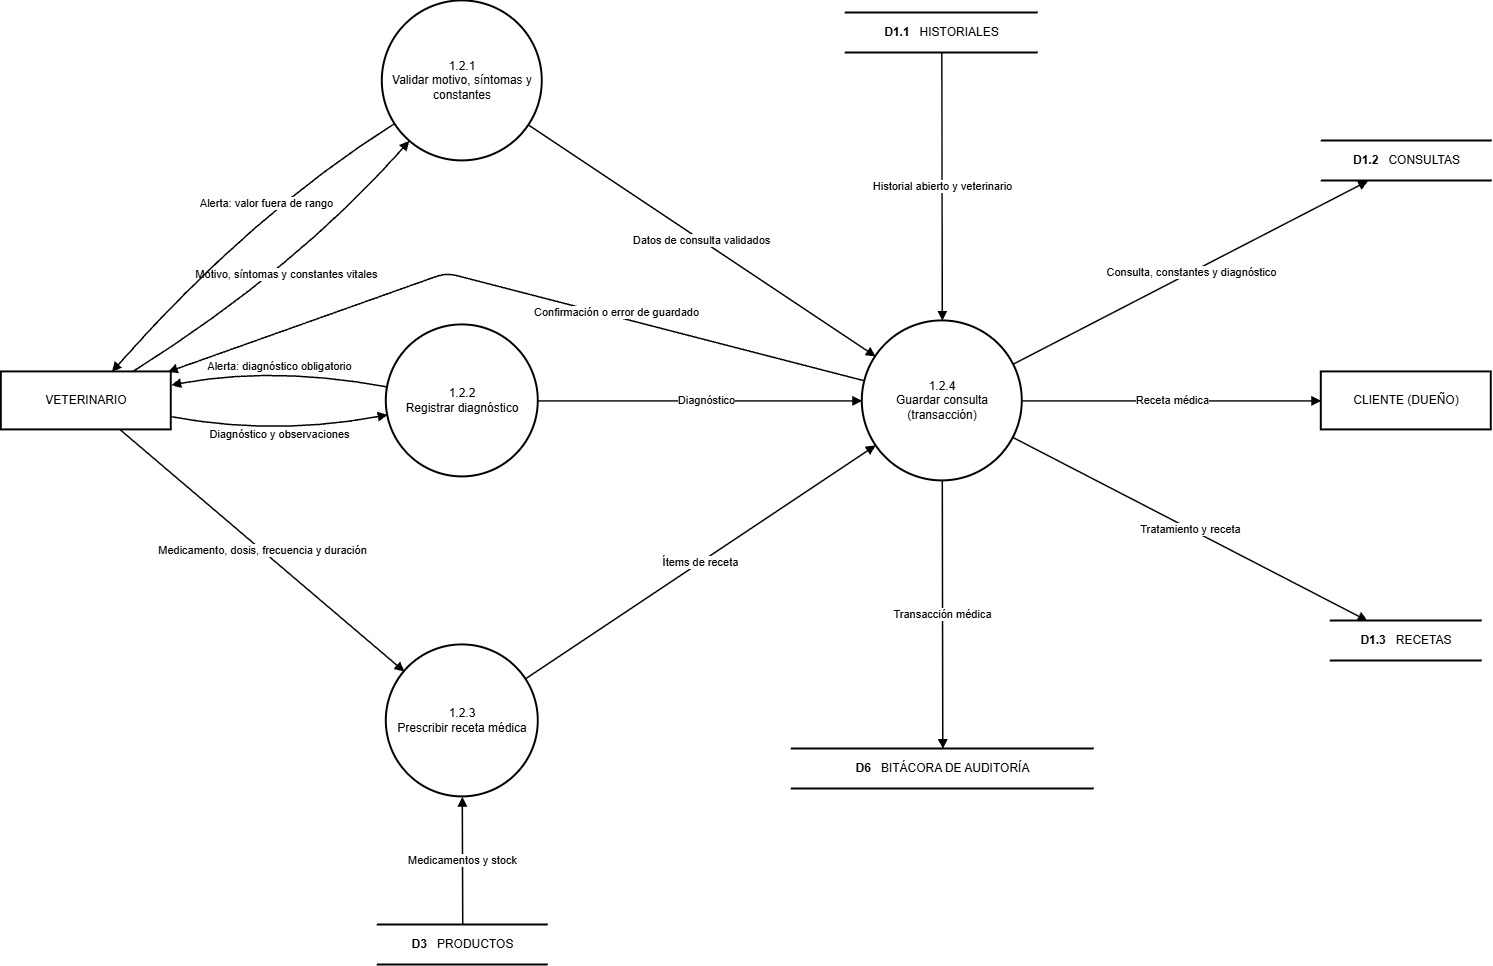 D1.1 HISTORIALES
1.2.1
Validar motivo, síntomas y
constantes
D1.2 CONSULTAS
Historial abierto y veterinario
Alerta: valor fuera de rango
Datos de consulta validados
Motivo, síntomas y constantes vitales
Consulta, constantes y diagnóstico
Confirmación o error de guardado
Alerta: diagnóstico obligatorio
VETERINARIO
1.2.2
Registrar diagnóstico
Diagnóstico
1.2.4
Guardar consulta
(transacción)
Receta médica
CLIENTE (DUEÑO)
Diagnóstico y observaciones
Tratamiento y receta
Medicamento, dosis, frecuencia y duración
Ítems de receta
Transacción médica
D1.3 RECETAS
1.2.3
Prescribir receta médica
D6 BITÁCORA DE AUDITORÍA
Medicamentos y stock
D3 PRODUCTOS